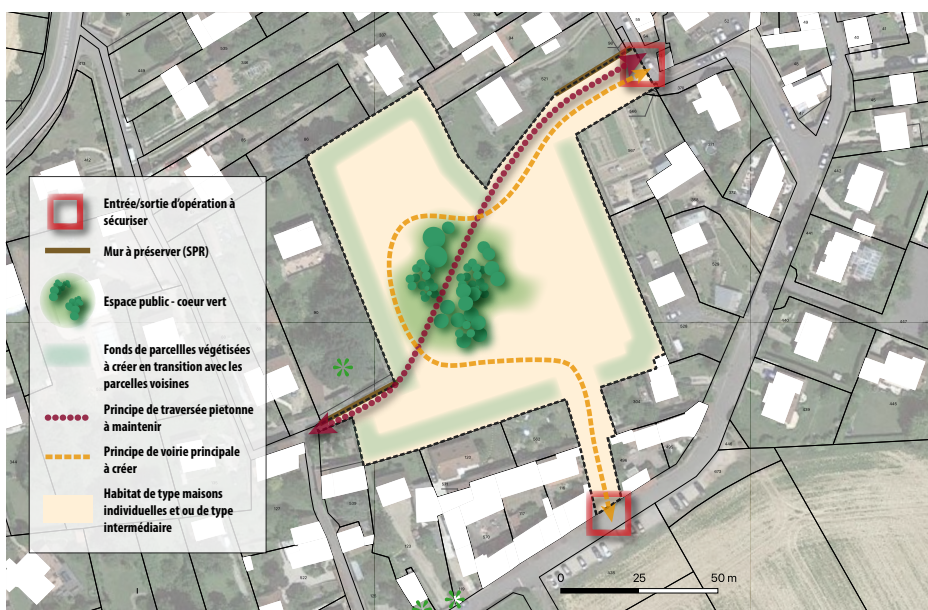 Entrée/sortie d'opération à
sécuriser
Mur à préserver (SPR)
Espace public - coeur vert
Fonds de parcellles végétisées
à créer en transition avec les
parcelles voisines
Principe de traversée pietonne
à maintenir
Principe de voirie principale
à créer
Habitat de type maisons
individuelles et ou de type
intermédiaire
0 25 50 m